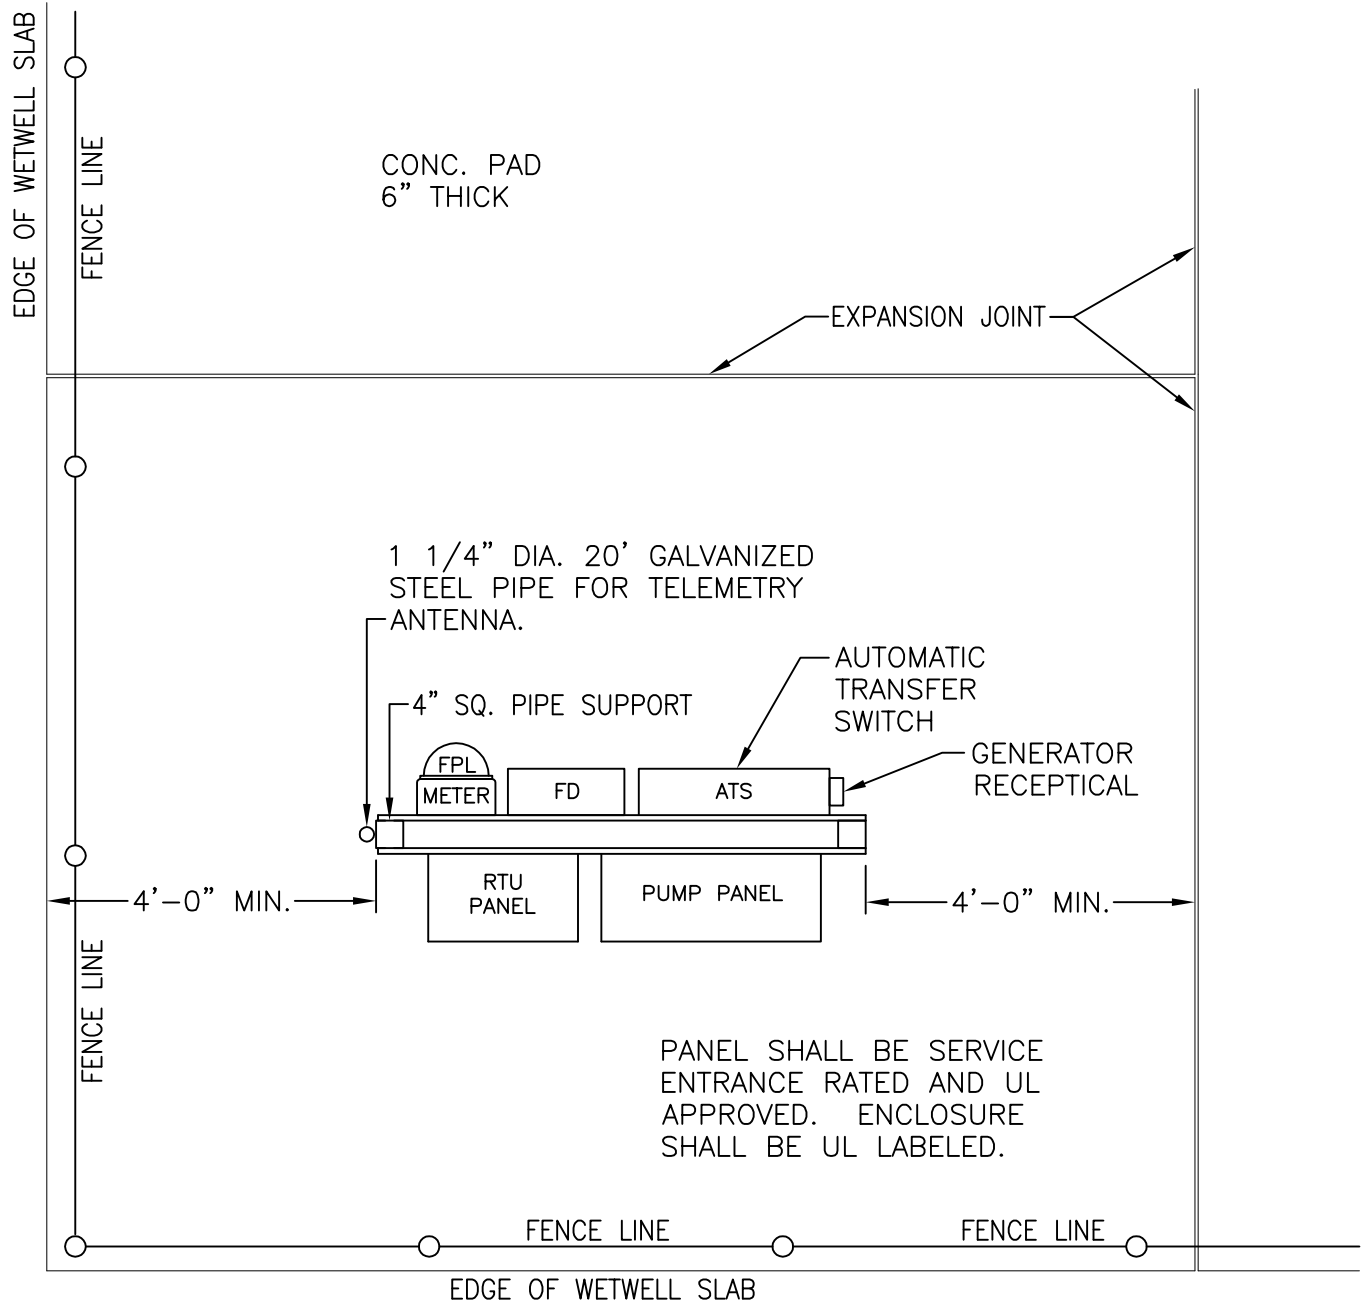 EDGE OF WETWELL SLAB
FENCE LINE
CONC. PAD
6” THICK
EXPANSION JOINT
1 1/4” DIA. 20’ GALVANIZED
STEEL PIPE FOR TELEMETRY
ANTENNA.
AUTOMATIC
TRANSFER
SWITCH
4” SQ. PIPE SUPPORT
GENERATOR
RECEPTICAL
FPL
METER
FD
ATS
RTU
PANEL
PUMP PANEL
4’-0” MIN.
4’-0” MIN.
FENCE LINE
PANEL SHALL BE SERVICE
ENTRANCE RATED AND UL
APPROVED. ENCLOSURE
SHALL BE UL LABELED.
FENCE LINE
FENCE LINE
EDGE OF WETWELL SLAB